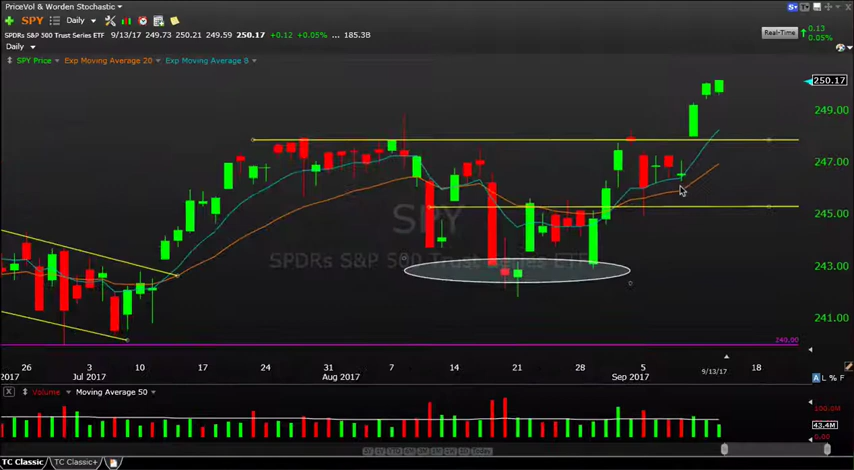 PriceVol & Worden Stochastic
SPY Daily
SPDRs S&P 500 Trust Series ETF 9/13/17 249.73 250.21 249.59 250.17 +0.12 +0.05% ... 185.3B
Real-Time 0.13 0.05%
Daily
SPY Price Exp Moving Average 20 Exp Moving Average 8
250.17
249.00
247.00
245.00
243.00
241.00
SPY
SPDRs S&P 500 Trust Series ETF
240.00
26 3 10 17 24 7 14 21 28 5 9/13/17 18
2017 Jul 2017 Aug 2017 Sep 2017
A L % F
X Volume Moving Average 50
100.0M
43.4M
0.00
TC Classic TC Classic+